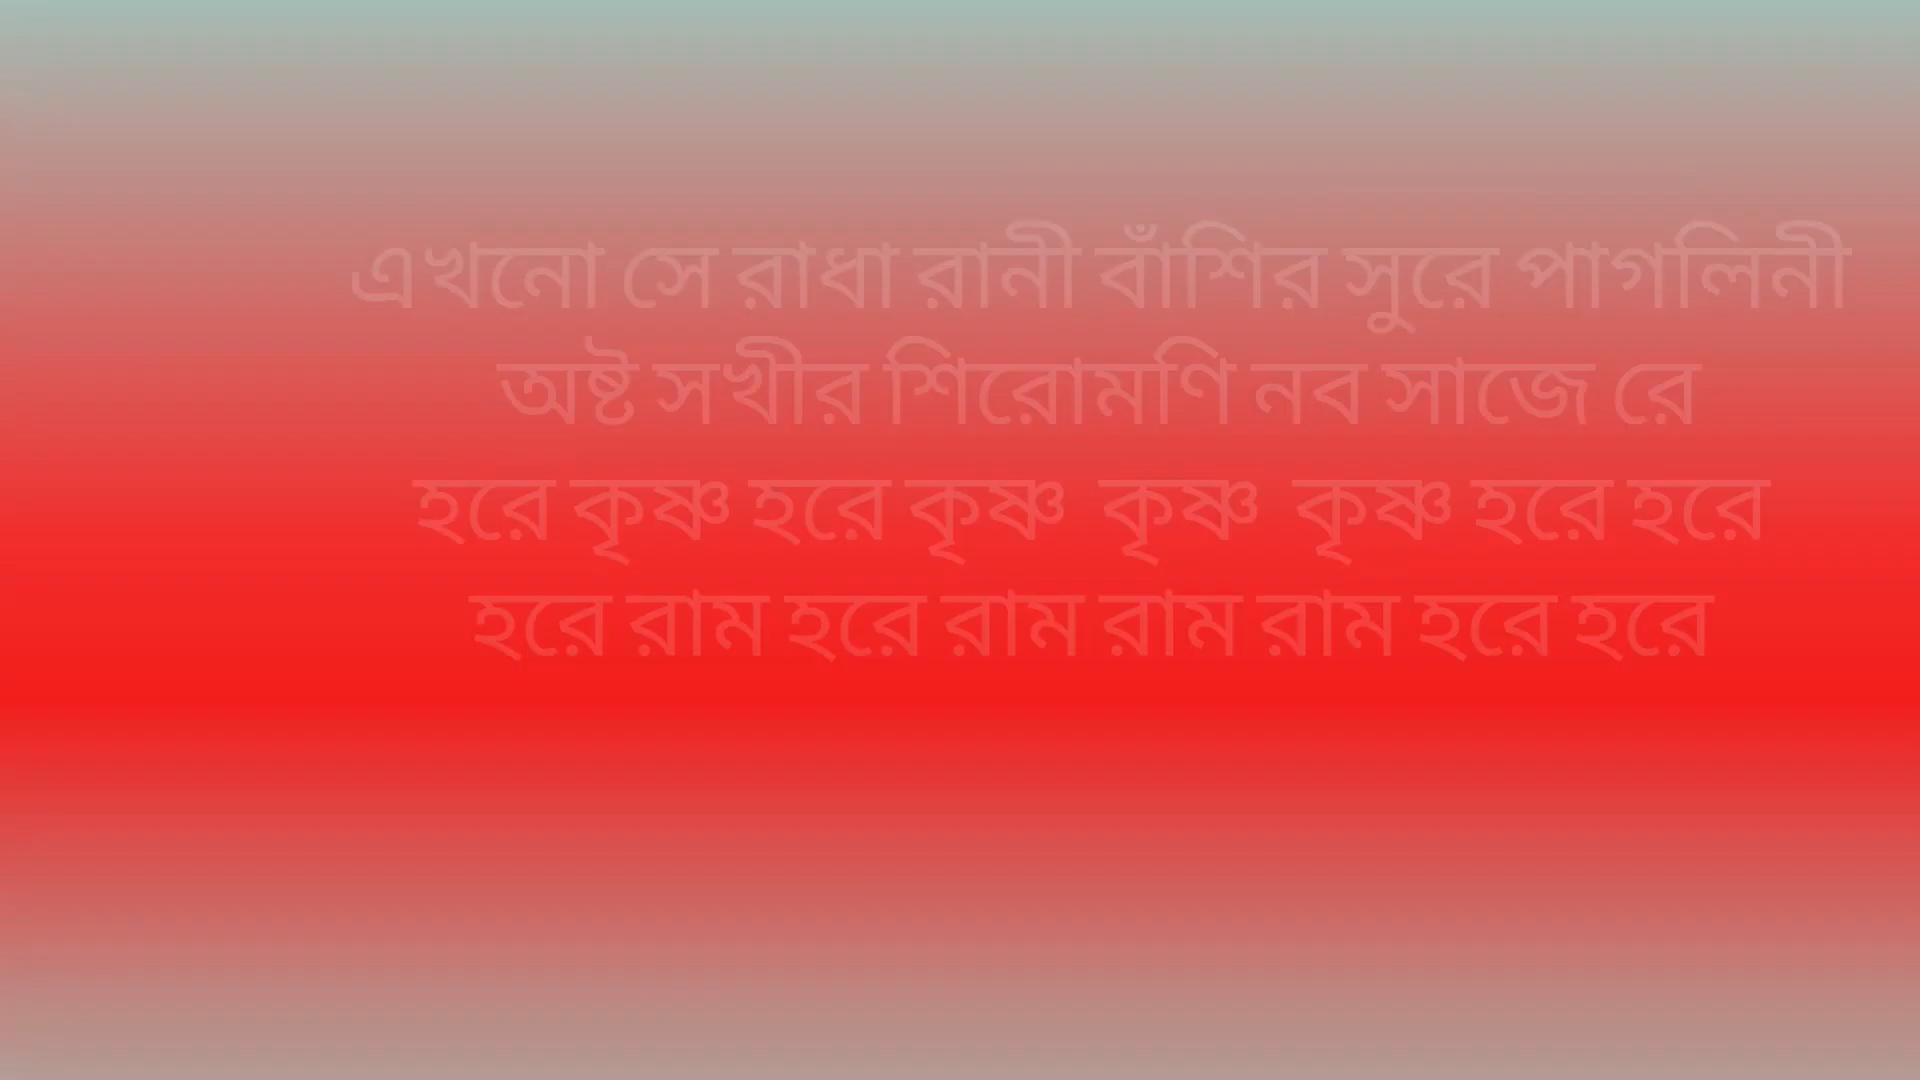 এখনো সে রাধা রানী বাঁশির সুরে পাগলিনী
অষ্ট সখীর শিরোমণি নব সাজে রে
হরে কৃষ্ণ হরে কৃষ্ণ কৃষ্ণ কৃষ্ণ হরে হরে
হরে রাম হরে রাম রাম রাম হরে হরে